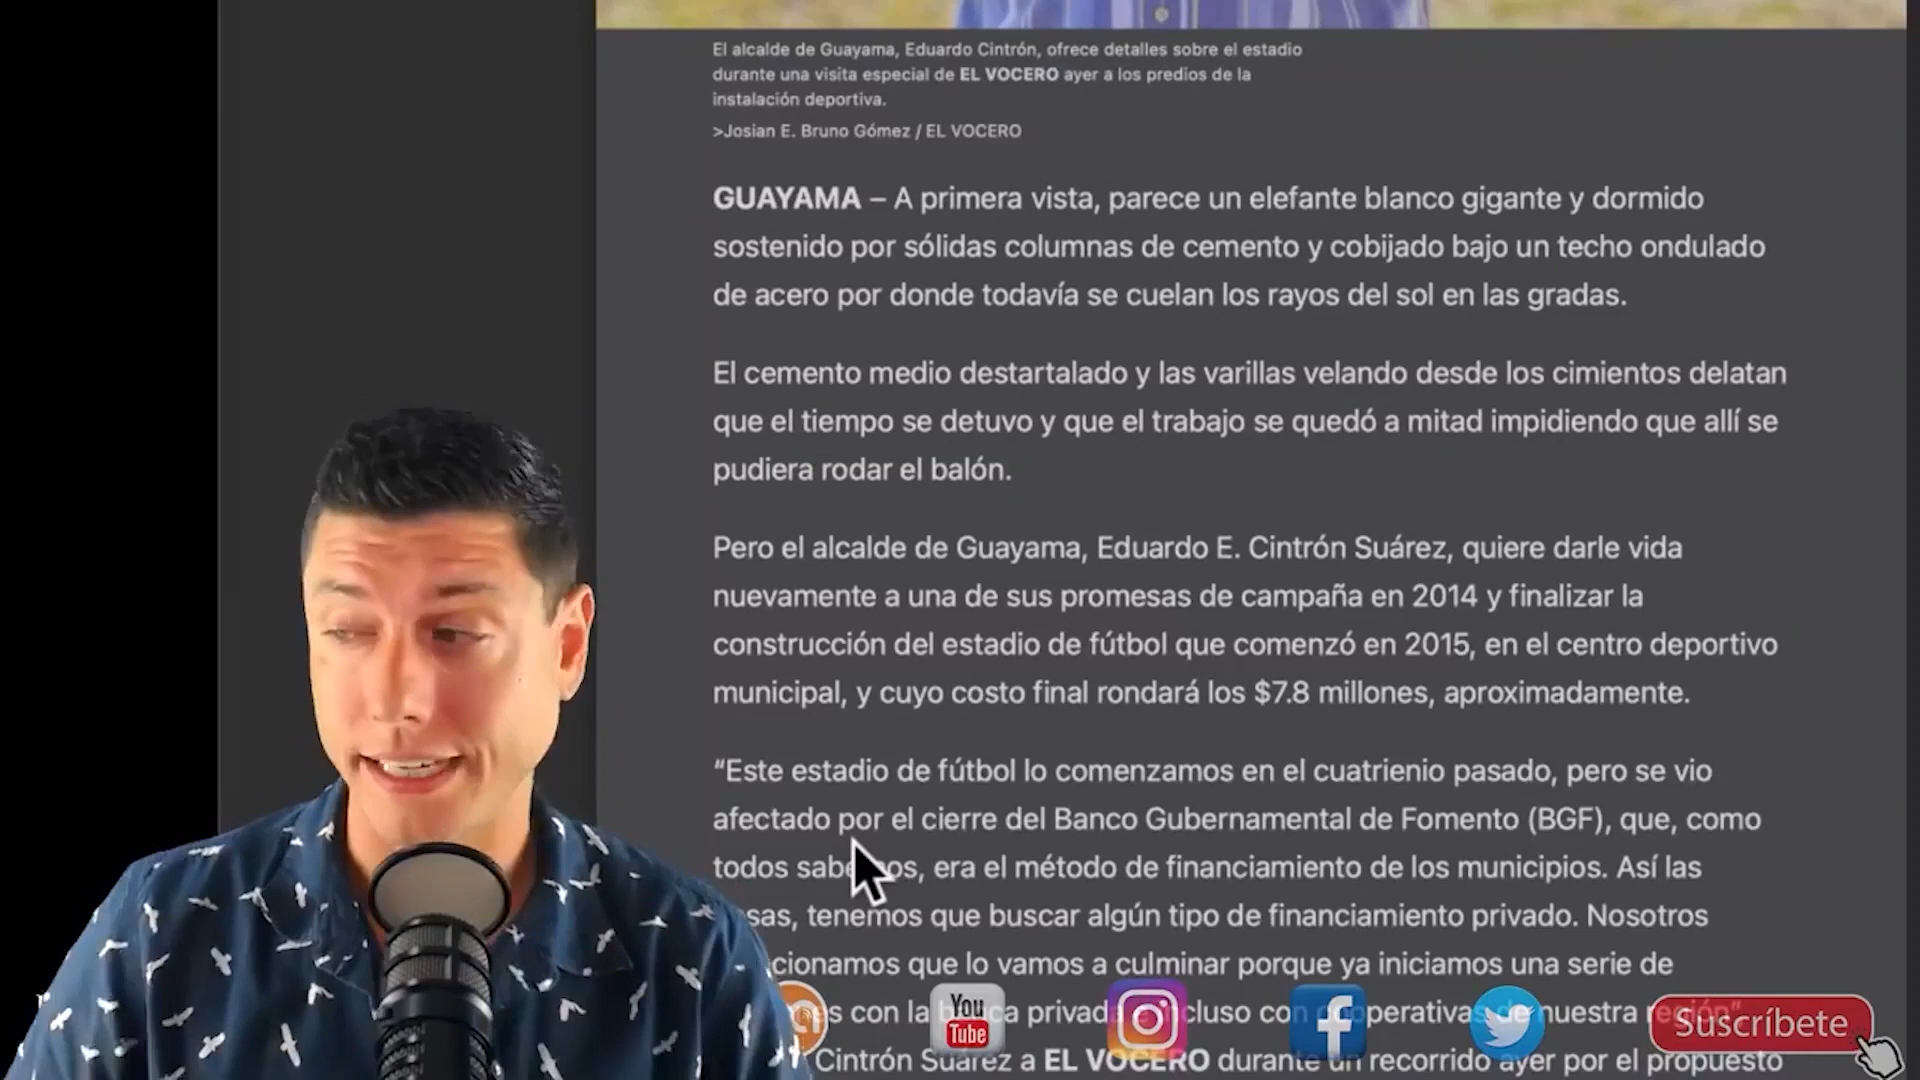 El alcalde de Guayama, Eduardo Cintrón, ofrece detalles sobre el estadio
durante una visita especial de EL VOCERO ayer a los predios de la
instalación deportiva.
>Josian E. Bruno Gómez / EL VOCERO
GUAYAMA – A primera vista, parece un elefante blanco gigante y dormido
sostenido por sólidas columnas de cemento y cobijado bajo un techo ondulado
de acero por donde todavía se cuelan los rayos del sol en las gradas.
El cemento medio destartalado y las varillas velando desde los cimientos delatan
que el tiempo se detuvo y que el trabajo se quedó a mitad impidiendo que allí se
pudiera rodar el balón.
Pero el alcalde de Guayama, Eduardo E. Cintrón Suárez, quiere darle vida
nuevamente a una de sus promesas de campaña en 2014 y finalizar la
construcción del estadio de fútbol que comenzó en 2015, en el centro deportivo
municipal, y cuyo costo final rondará los $7.8 millones, aproximadamente.
“Este estadio de fútbol lo comenzamos en el cuatrienio pasado, pero se vio
afectado por el cierre del Banco Gubernamental de Fomento (BGF), que, como
todos era el método de financiamiento de los municipios. Así las
tenemos que buscar algún tipo de financiamiento privado. Nosotros
que lo vamos a culminar porque ya iniciamos una serie de
con la nuestra
You
Tube
Suscríbete
Cintrón Suárez a EL VOCERO durante un recorrido ayer por el propuesto